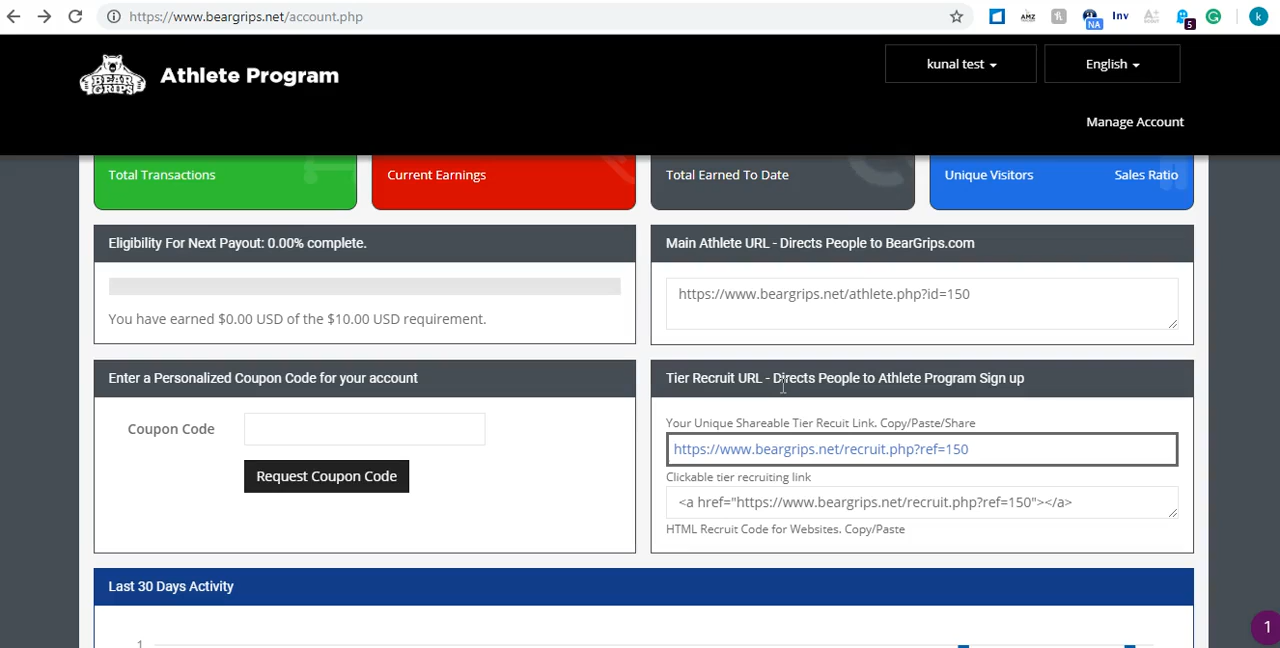 https://www.beargrips.net/account.php
AMZ
NA
Inv
A+
5
k
BEAR
GRIPS
Athlete Program
kunal test
English
Manage Account
Total Transactions
Current Earnings
Total Earned To Date
Unique Visitors
Sales Ratio
Eligibility For Next Payout: 0.00% complete.
Main Athlete URL - Directs People to BearGrips.com
https://www.beargrips.net/athlete.php?id=150
You have earned $0.00 USD of the $10.00 USD requirement.
Enter a Personalized Coupon Code for your account
Tier Recruit URL - Directs People to Athlete Program Sign up
Coupon Code
Your Unique Shareable Tier Recuit Link. Copy/Paste/Share
https://www.beargrips.net/recruit.php?ref=150
Request Coupon Code
Clickable tier recruiting link
<a href="https://www.beargrips.net/recruit.php?ref=150"></a>
HTML Recruit Code for Websites. Copy/Paste
Last 30 Days Activity
1
1